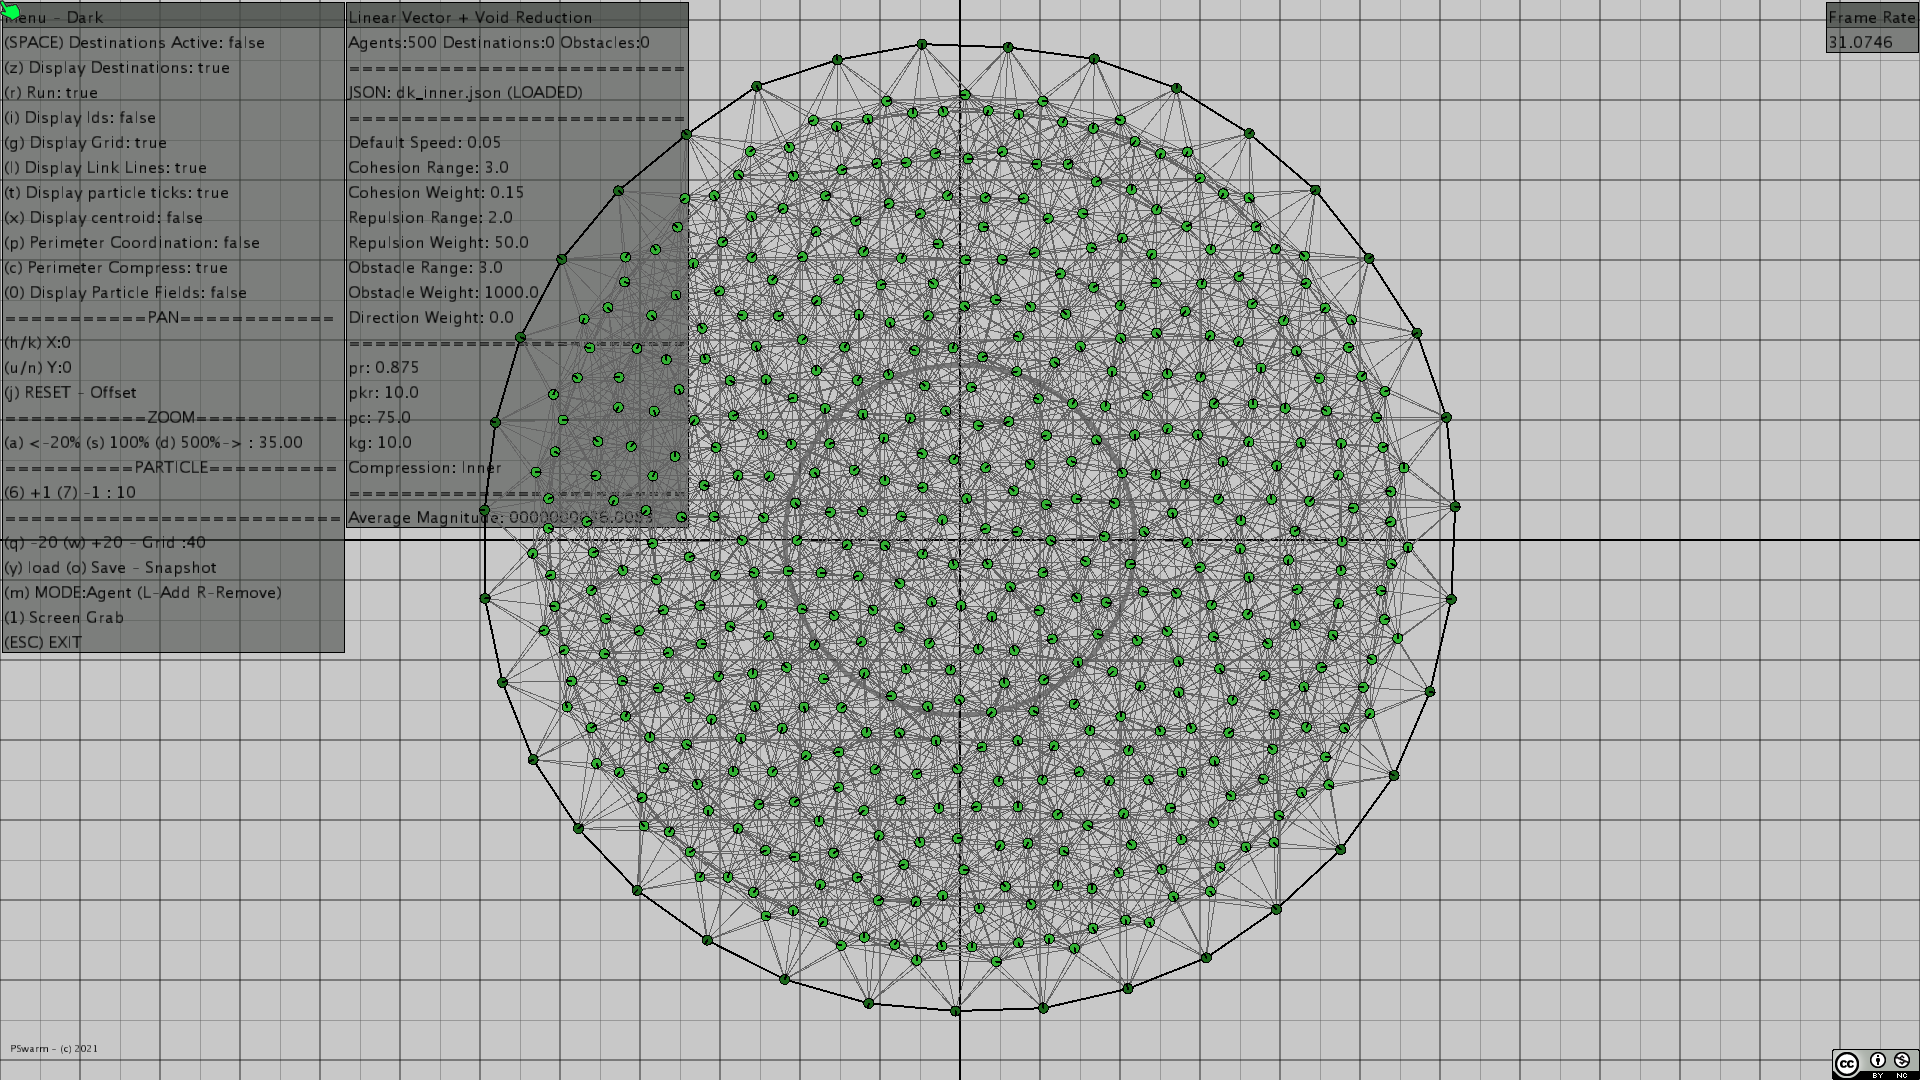 Menu - Dark
(SPACE) Destinations Active: false
(z) Display Destinations: true
(r) Run: true
(i) Display Ids: false
(g) Display Grid: true
(l) Display Link Lines: true
(t) Display particle ticks: true
(x) Display centroid: false
(p) Perimeter Coordination: false
(c) Perimeter Compress: true
(0) Display Particle Fields: false
===========PAN============
(h/k) X:0
(u/n) Y:0
(j) RESET - Offset
===========ZOOM===========
(a) <-20% (s) 100% (d) 500%-> : 35.00
==========PARTICLE==========
(6) +1 (7) -1 : 10
(q) -20 (w) +20 - Grid :40
(y) load (o) Save - Snapshot
(m) MODE:Agent (L-Add R-Remove)
(1) Screen Grab
(ESC) EXIT
Linear Vector + Void Reduction
Agents:500 Destinations:0 Obstacles:0
JSON: dk_inner.json (LOADED)
Default Speed: 0.05
Cohesion Range: 3.0
Cohesion Weight: 0.15
Repulsion Range: 2.0
Repulsion Weight: 50.0
Obstacle Range: 3.0
Obstacle Weight: 1000.0
Direction Weight: 0.0
pr: 0.875
pkr: 10.0
pc: 75.0
kg: 10.0
Compression: Inner
Average Magnitude:
Frame Rate
31.0746
PSwarm - (c) 2021
cc
BY NC